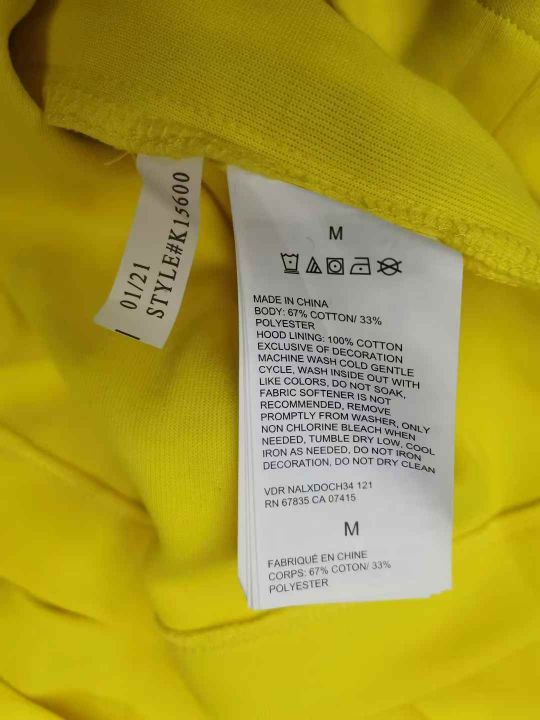 01/21
STYLE#K15600
M
MADE IN CHINA
BODY: 67% COTTON/ 33%
POLYESTER
HOOD LINING: 100% COTTON
EXCLUSIVE OF DECORATION
MACHINE WASH COLD GENTLE
CYCLE, WASH INSIDE OUT WITH
LIKE COLORS, DO NOT SOAK,
FABRIC SOFTENER IS NOT
RECOMMENDED, REMOVE
PROMPTLY FROM WASHER, ONLY
NON CHLORINE BLEACH WHEN
NEEDED, TUMBLE DRY LOW, COOL
IRON AS NEEDED, DO NOT IRON
DECORATION, DO NOT DRY CLEAN
VDR NALXDOCH34 121
RN 67835 CA 07415
M
FABRIQUÉ EN CHINE
CORPS: 67% COTON/ 33%
POLYESTER